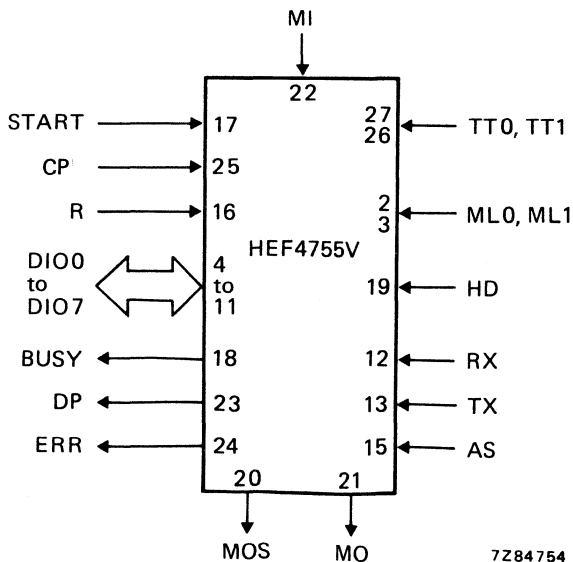 MI
22
START
17
27
26
TT0, TT1
CP
25
R
16
2
3
ML0, ML1
HEF4755V
DIO0
to
DIO7
4
to
11
19
HD
BUSY
18
12
RX
DP
23
13
TX
ERR
24
15
AS
20
21
MOS
MO
7Z84754